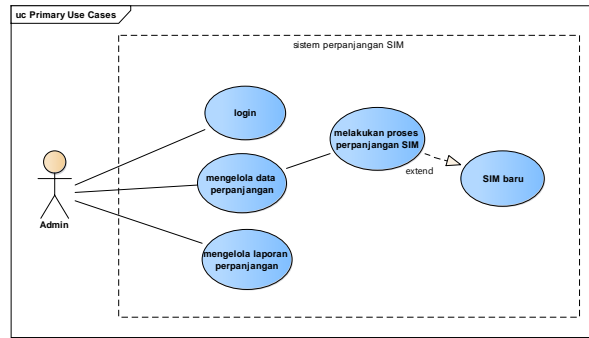 uc Primary Use Cases
sistem perpanjangan SIM
login
melakukan proses
perpanjangan SIM
extend
SIM baru
mengelola data
perpanjangan
Admin
mengelola laporan
perpanjangan